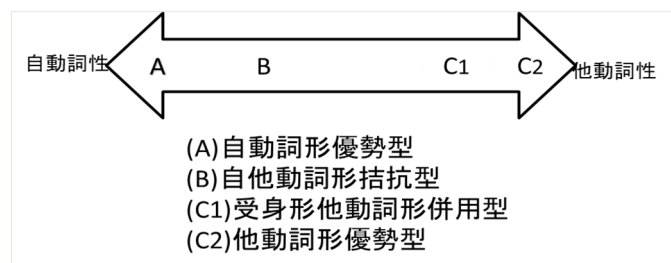 自動詞性 A B C1 C2 他動詞性
(A)自動詞形優勢型
(B)自他動詞形拮抗型
(C1)受身形他動詞形併用型
(C2)他動詞形優勢型